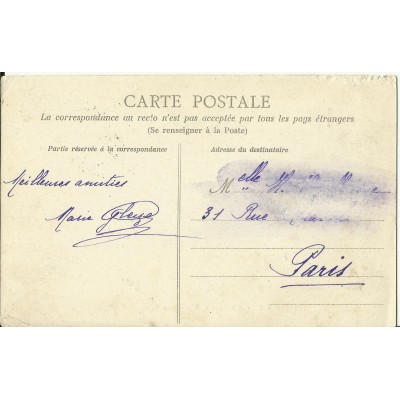 CARTE POSTALE
La correspondance au recto n'est pas acceptée par tous les pays étrangers
(Se renseigner à la Poste)
Partie réservée à la correspondance
Adresse du destinataire
Meilleures amitiés
Marie
Melle
31 Rue
Paris